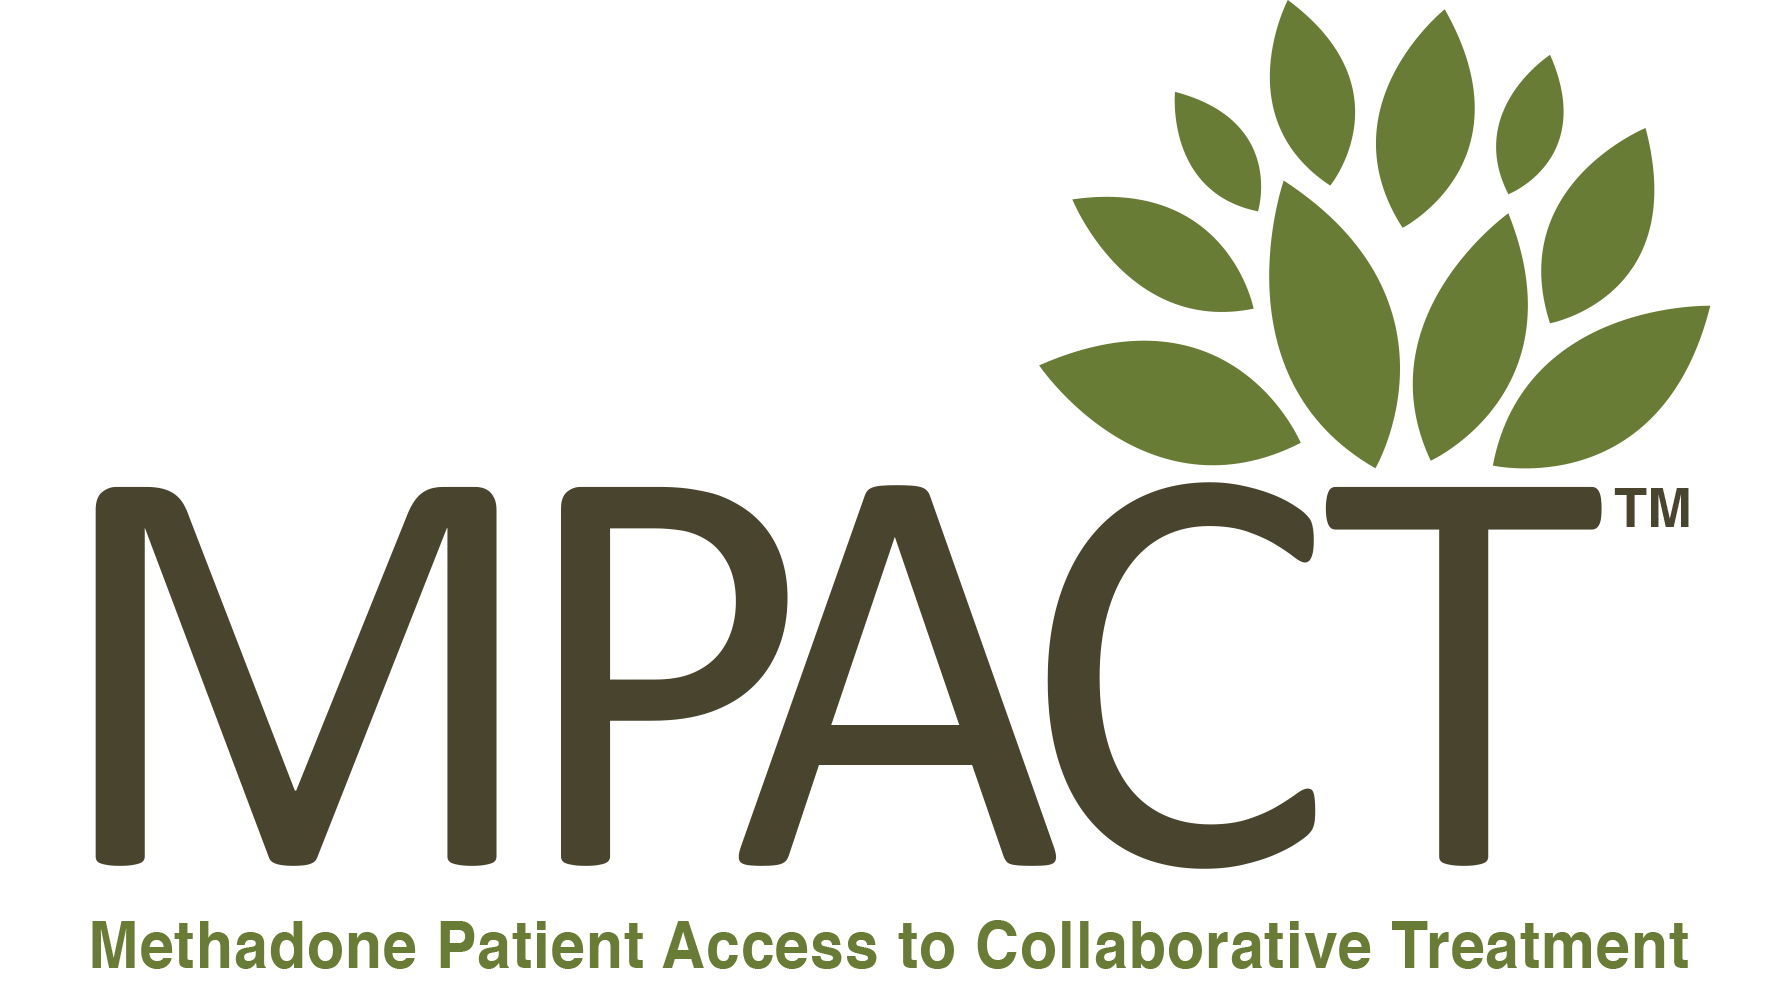 MPACT™
Methadone Patient Access to Collaborative Treatment